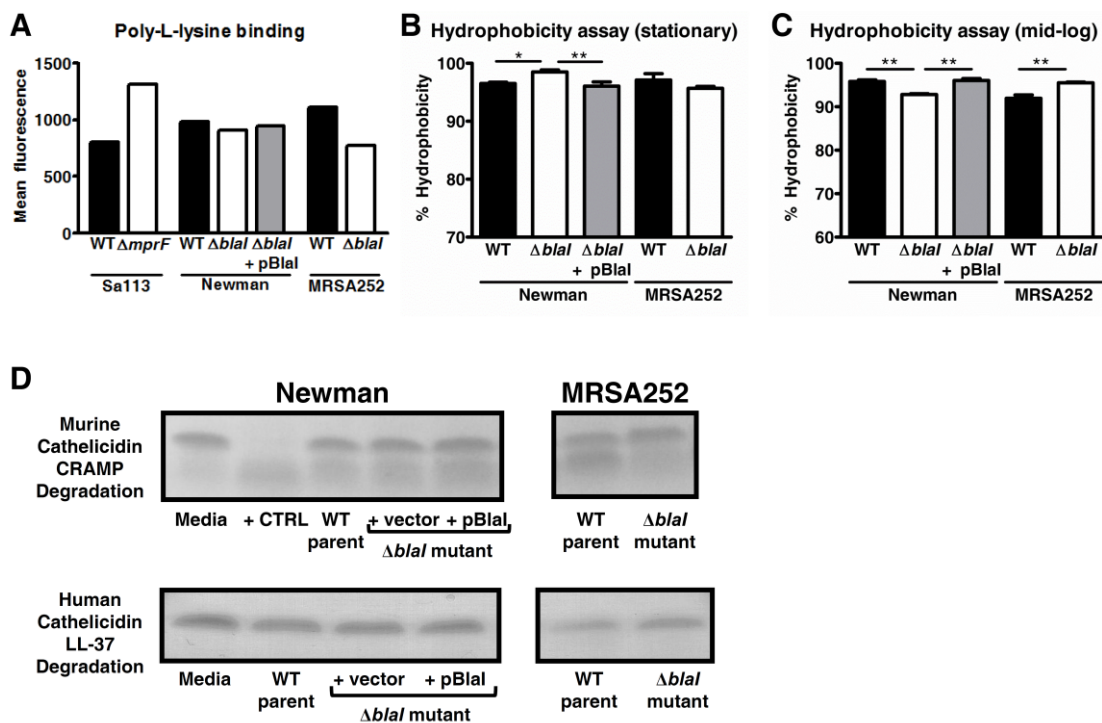 A
Poly-L-lysine binding
Mean fluorescence
1500
1000
500
0
WT ΔmprF
WT ΔblaI ΔblaI
+ pBlaI
WT ΔblaI
Sa113
Newman
MRSA252
B
Hydrophobicity assay (stationary)
% Hydrophobicity
100
90
80
70
*
**
WT
ΔblaI
ΔblaI
+ pBlaI
WT
ΔblaI
Newman
MRSA252
C
Hydrophobicity assay (mid-log)
% Hydrophobicity
100
90
80
70
60
**
**
**
WT
ΔblaI
ΔblaI
+ pBlaI
WT
ΔblaI
Newman
MRSA252
D
Newman
MRSA252
Murine
Cathelicidin
CRAMP
Degradation
Media
+ CTRL
WT
parent
+ vector + pBlaI
ΔblaI mutant
WT
parent
ΔblaI
mutant
Human
Cathelicidin
LL-37
Degradation
Media
WT
parent
+ vector
+ pBlaI
ΔblaI mutant
WT
parent
ΔblaI
mutant